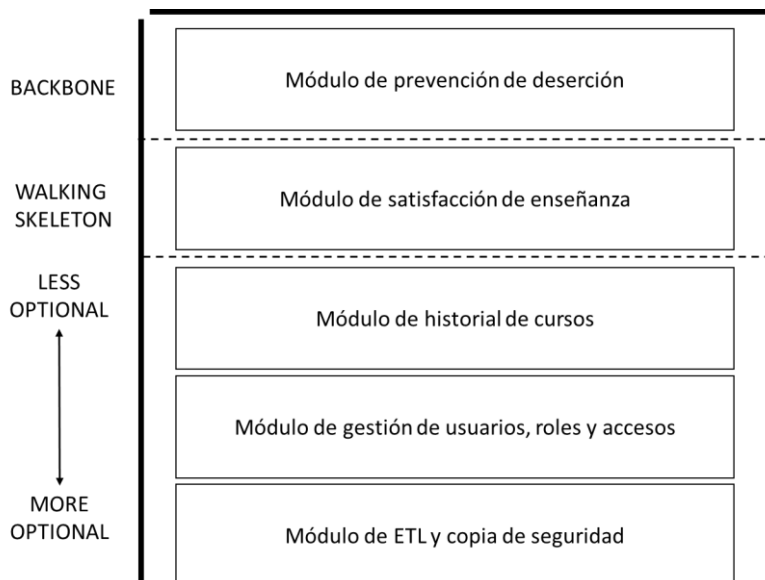 BACKBONE
Módulo de prevención de deserción
WALKING
SKELETON
Módulo de satisfacción de enseñanza
LESS
OPTIONAL
Módulo de historial de cursos
Módulo de gestión de usuarios, roles y accesos
MORE
OPTIONAL
Módulo de ETL y copia de seguridad